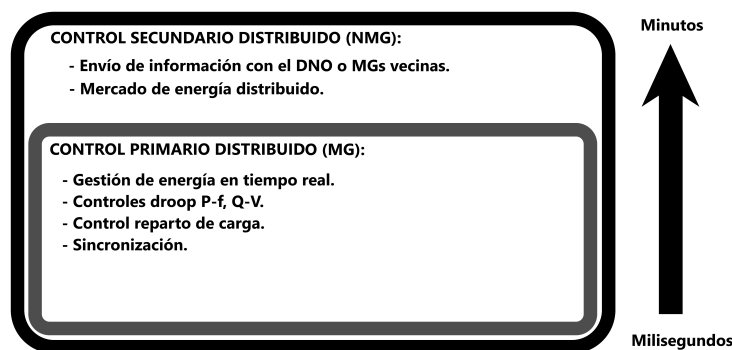 CONTROL SECUNDARIO DISTRIBUIDO (NMG):
- Envío de información con el DNO o MGs vecinas.
- Mercado de energía distribuido.
CONTROL PRIMARIO DISTRIBUIDO (MG):
- Gestión de energía en tiempo real.
- Controles droop P-f, Q-V.
- Control reparto de carga.
- Sincronización.
Minutos
Milisegundos